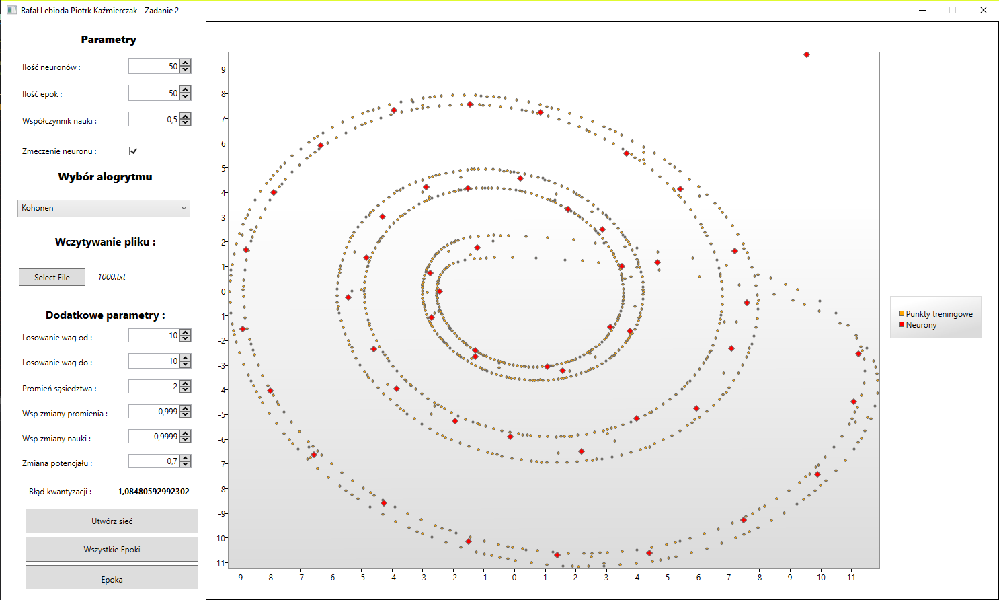 Rafał Lebioda Piotrk Kaźmierczak - Zadanie 2
Parametry
Ilość neuronów : 50
Ilość epok : 50
Współczynnik nauki : 0,5
Zmęczenie neuronu :
Wybór alogrytmu
Kohonen
Wczytywanie pliku :
Select File 1000.txt
Dodatkowe parametry :
Losowanie wag od : -10
Losowanie wag do : 10
Promień sąsiedztwa : 2
Wsp zmiany promienia : 0,999
Wsp zmiany nauki : 0,9999
Zmiana potencjału : 0,7
Błąd kwantyzacji : 1,08480592992302
Utwórz sieć
Wszystkie Epoki
Epoka
9
8
7
6
5
4
3
2
1
0
-1
-2
-3
-4
-5
-6
-7
-8
-9
-10
-11
-9 -8 -7 -6 -5 -4 -3 -2 -1 0 1 2 3 4 5 6 7 8 9 10 11
Punkty treningowe
Neurony